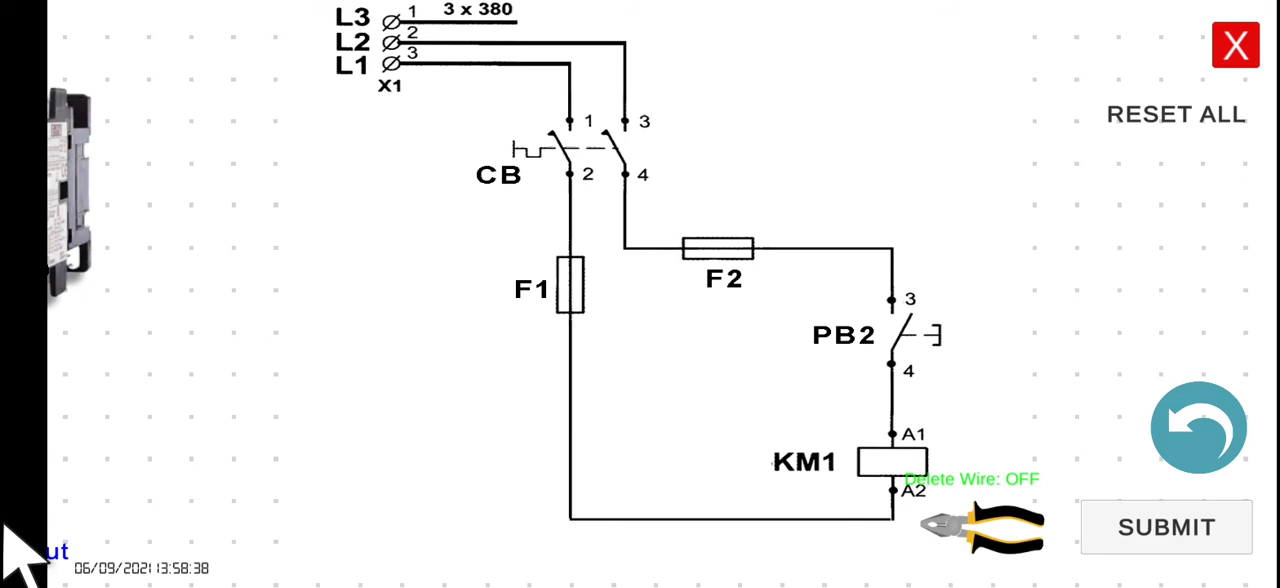 L3 1 3 x 380
L2 2
L1 3
X1
X
RESET ALL
1 3
CB 2 4
F1
F2
3
PB2
4
A1
KM1
Delete Wire: OFF
A2
SUBMIT
ut
06/09/2021 13:58:38